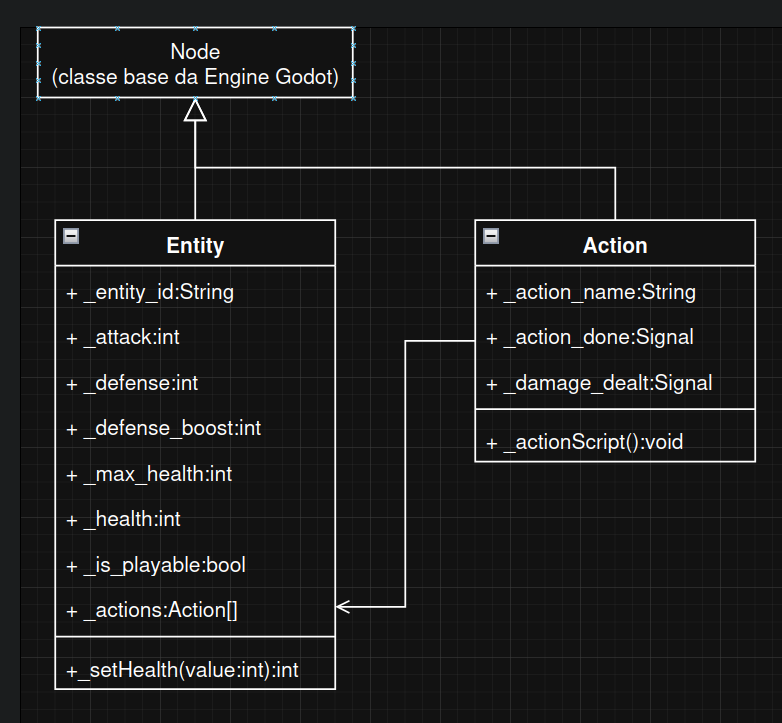 Node
(classe base da Engine Godot)
Entity
+ _entity_id:String
+ _attack:int
+ _defense:int
+ _defense_boost:int
+ _max_health:int
+ _health:int
+ _is_playable:bool
+ _actions:Action[]
+_setHealth(value:int):int
Action
+ _action_name:String
+ _action_done:Signal
+ _damage_dealt:Signal
+ _actionScript():void